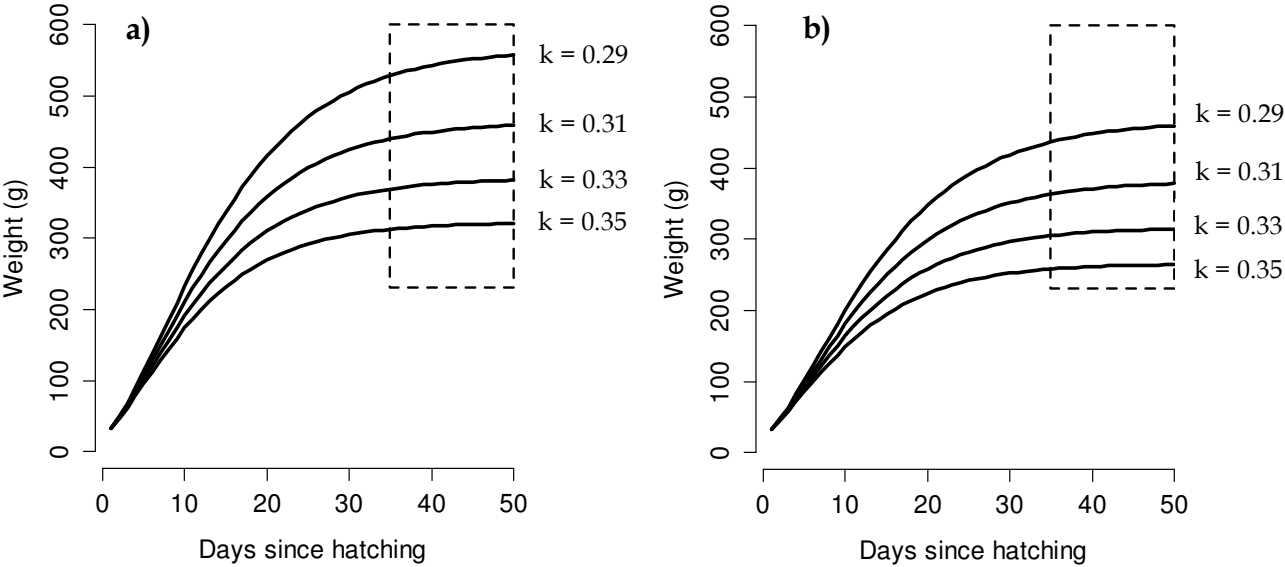 a)
Weight (g)
600
500
400
300
200
100
0
k = 0.29
k = 0.31
k = 0.33
k = 0.35
0 10 20 30 40 50
Days since hatching
b)
Weight (g)
600
500
400
300
200
100
0
k = 0.29
k = 0.31
k = 0.33
k = 0.35
0 10 20 30 40 50
Days since hatching